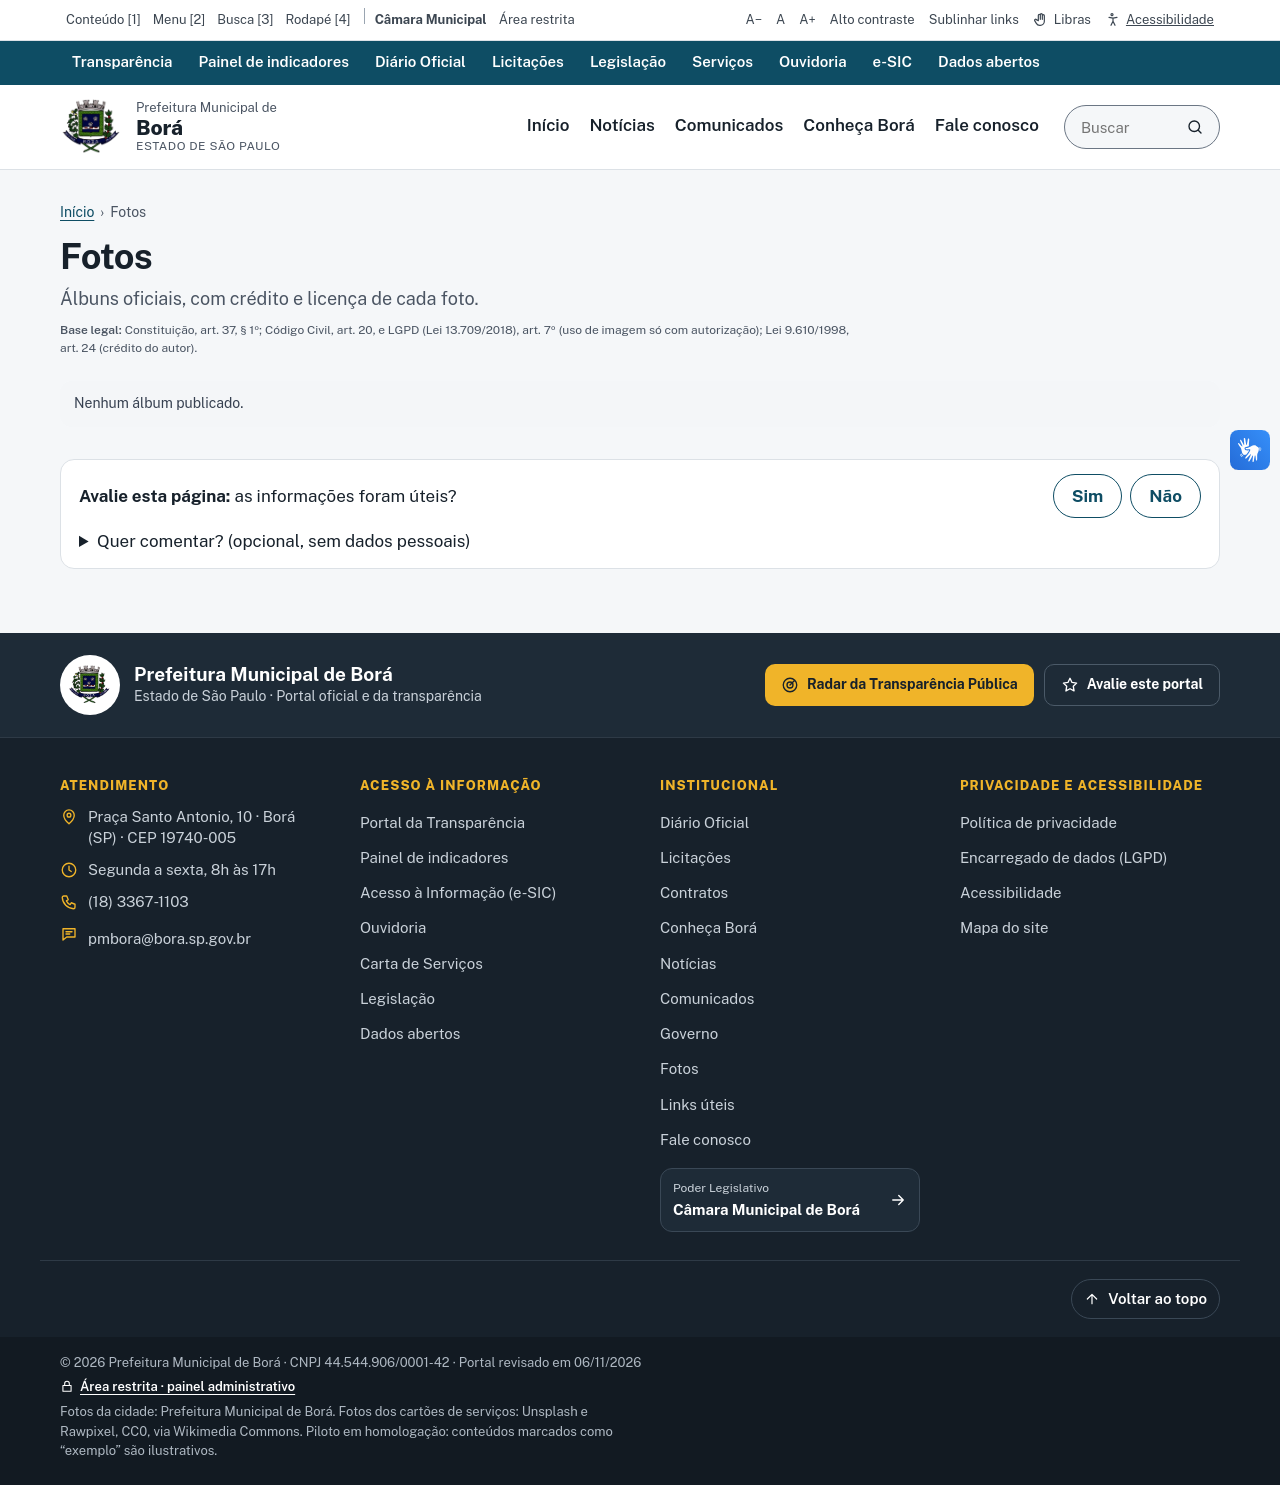 Conteúdo [1] Menu [2] Busca [3] Rodapé [4] Câmara Municipal Área restrita A− A A+ Alto contraste Sublinhar links Libras Acessibilidade
Transparência Painel de indicadores Diário Oficial Licitações Legislação Serviços Ouvidoria e-SIC Dados abertos
Prefeitura Municipal de
Borá
ESTADO DE SÃO PAULO
Início Notícias Comunicados Conheça Borá Fale conosco Buscar
Início › Fotos
Fotos
Álbuns oficiais, com crédito e licença de cada foto.
Base legal: Constituição, art. 37, § 1º; Código Civil, art. 20, e LGPD (Lei 13.709/2018), art. 7º (uso de imagem só com autorização); Lei 9.610/1998,
art. 24 (crédito do autor).
Nenhum álbum publicado.
Avalie esta página: as informações foram úteis? Sim Não
Quer comentar? (opcional, sem dados pessoais)
Prefeitura Municipal de Borá
Estado de São Paulo · Portal oficial e da transparência
Radar da Transparência Pública Avalie este portal
ATENDIMENTO
Praça Santo Antonio, 10 · Borá
(SP) · CEP 19740-005
Segunda a sexta, 8h às 17h
(18) 3367-1103
pmbora@bora.sp.gov.br
ACESSO À INFORMAÇÃO
Portal da Transparência
Painel de indicadores
Acesso à Informação (e-SIC)
Ouvidoria
Carta de Serviços
Legislação
Dados abertos
INSTITUCIONAL
Diário Oficial
Licitações
Contratos
Conheça Borá
Notícias
Comunicados
Governo
Fotos
Links úteis
Fale conosco
Poder Legislativo
Câmara Municipal de Borá
PRIVACIDADE E ACESSIBILIDADE
Política de privacidade
Encarregado de dados (LGPD)
Acessibilidade
Mapa do site
Voltar ao topo
© 2026 Prefeitura Municipal de Borá · CNPJ 44.544.906/0001-42 · Portal revisado em 06/11/2026
Área restrita · painel administrativo
Fotos da cidade: Prefeitura Municipal de Borá. Fotos dos cartões de serviços: Unsplash e
Rawpixel, CC0, via Wikimedia Commons. Piloto em homologação: conteúdos marcados como
“exemplo” são ilustrativos.